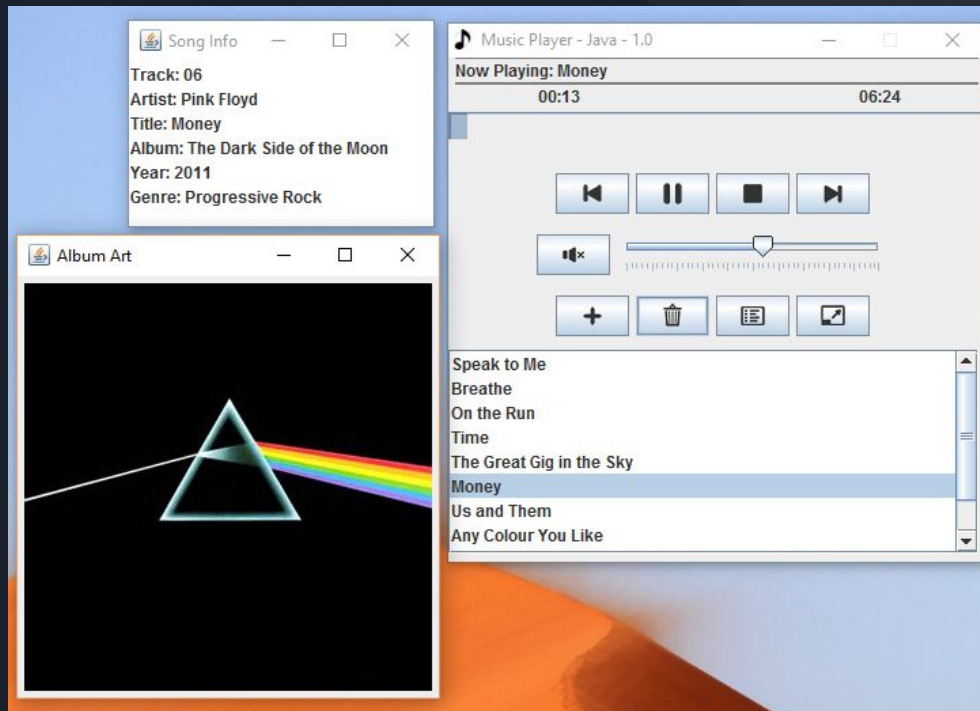 Song Info
Track: 06
Artist: Pink Floyd
Title: Money
Album: The Dark Side of the Moon
Year: 2011
Genre: Progressive Rock
Album Art
Music Player - Java - 1.0
Now Playing: Money
00:13 06:24
Speak to Me
Breathe
On the Run
Time
The Great Gig in the Sky
Money
Us and Them
Any Colour You Like